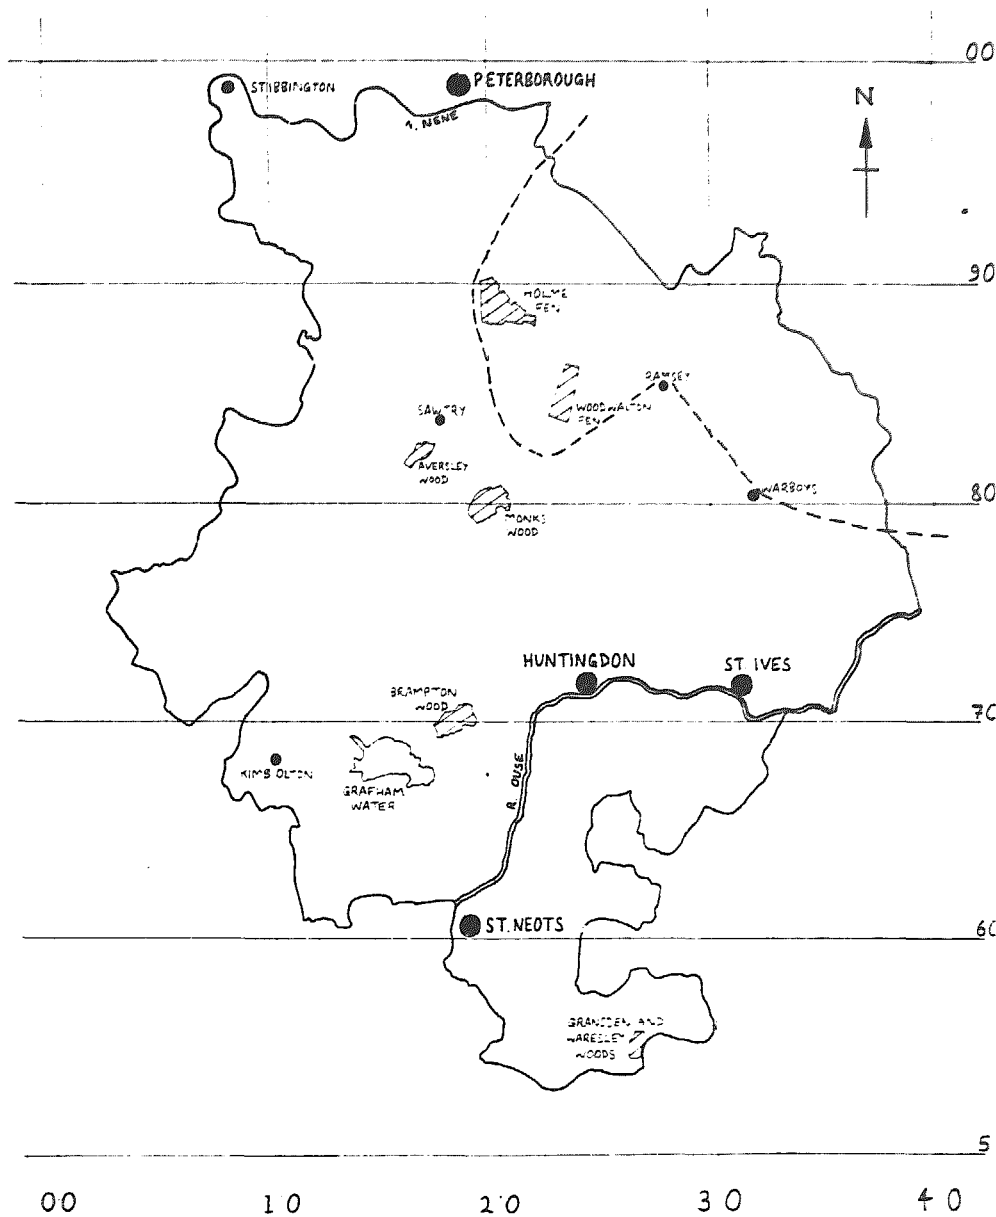 00
PETERBOROUGH
STIBBINGTON
R. NENE
N
90
HOLME
FEN
RAMSEY
SAWTRY
WOODWALTON
FEN
AVERSLEY
WOOD
WARBOYS
80
MONKS
WOOD
HUNTINGDON
ST. IVES
BRAMPTON
WOOD
70
KIMBOLTON
GRAFHAM
WATER
R. OUSE
ST. NEOTS
60
GRANSDEN AND
WARESLEY
WOODS
5
00 10 20 30 40